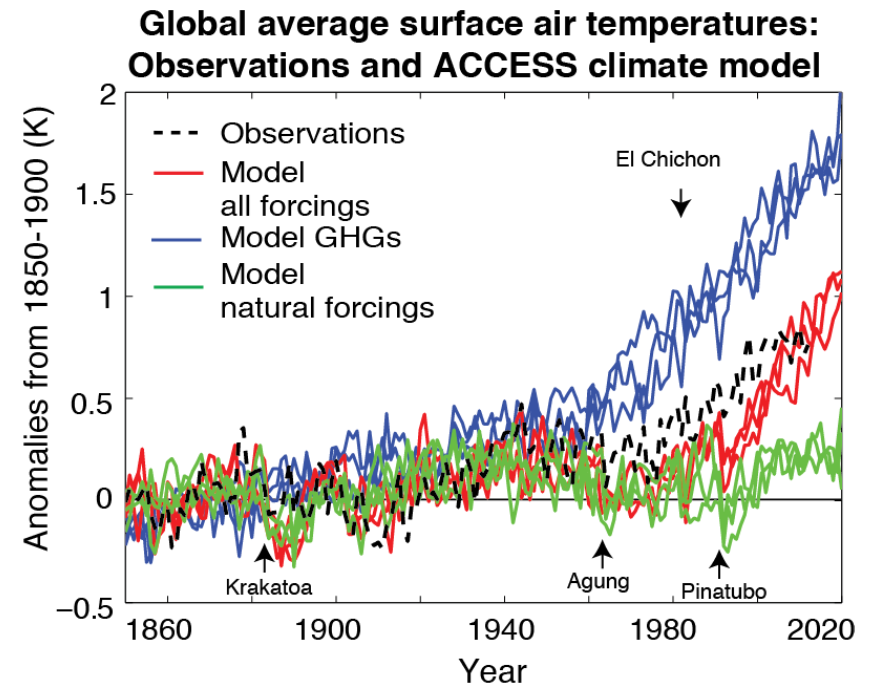 Global average surface air temperatures:
Observations and ACCESS climate model
Anomalies from 1850-1900 (K)
2
1.5
1
0.5
0
−0.5
Observations
Model
all forcings
Model GHGs
Model
natural forcings
El Chichon
Krakatoa
Agung
Pinatubo
1860
1900
1940
1980
2020
Year